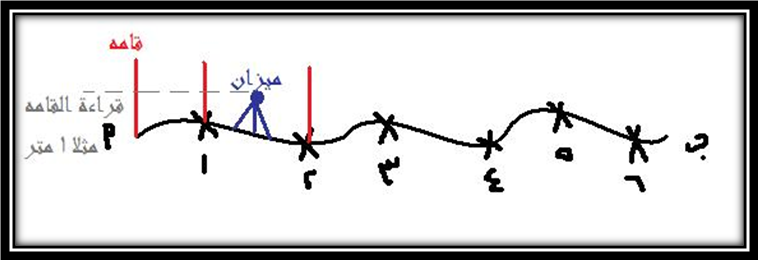 قامه
ميزان
قراءة القامه
مثلا ١ متر
م
ب
١
٢
٣
٤
٥
٦